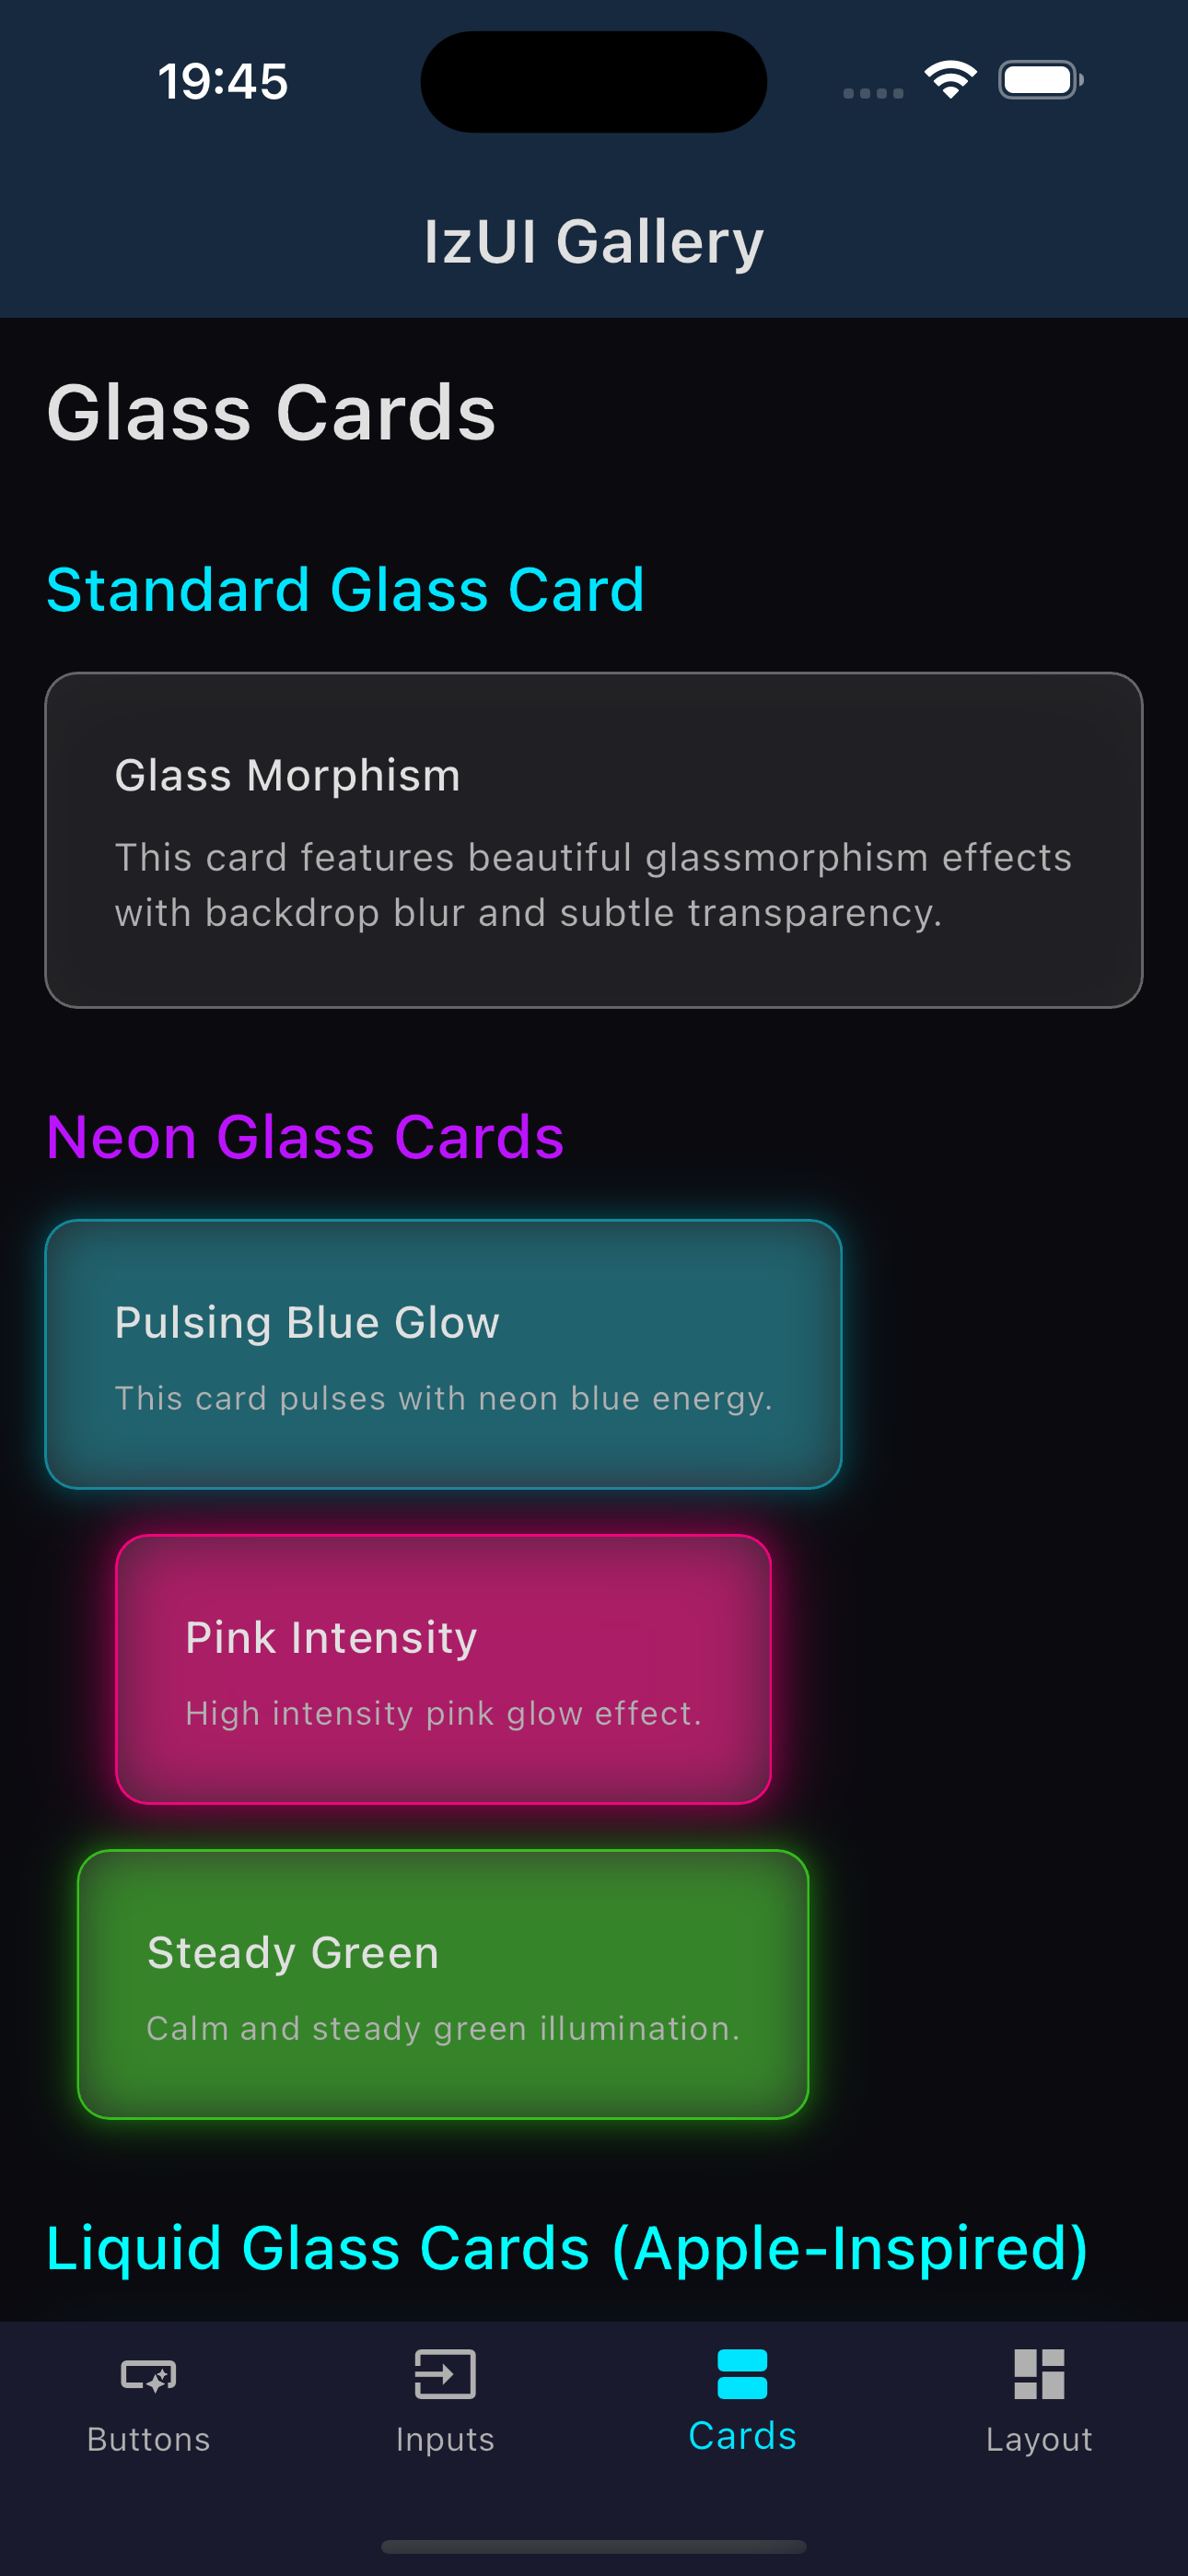 19:45
IzUI Gallery
Glass Cards
Standard Glass Card
Glass Morphism
This card features beautiful glassmorphism effects
with backdrop blur and subtle transparency.
Neon Glass Cards
Pulsing Blue Glow
This card pulses with neon blue energy.
Pink Intensity
High intensity pink glow effect.
Steady Green
Calm and steady green illumination.
Liquid Glass Cards (Apple-Inspired)
Buttons Inputs Cards Layout